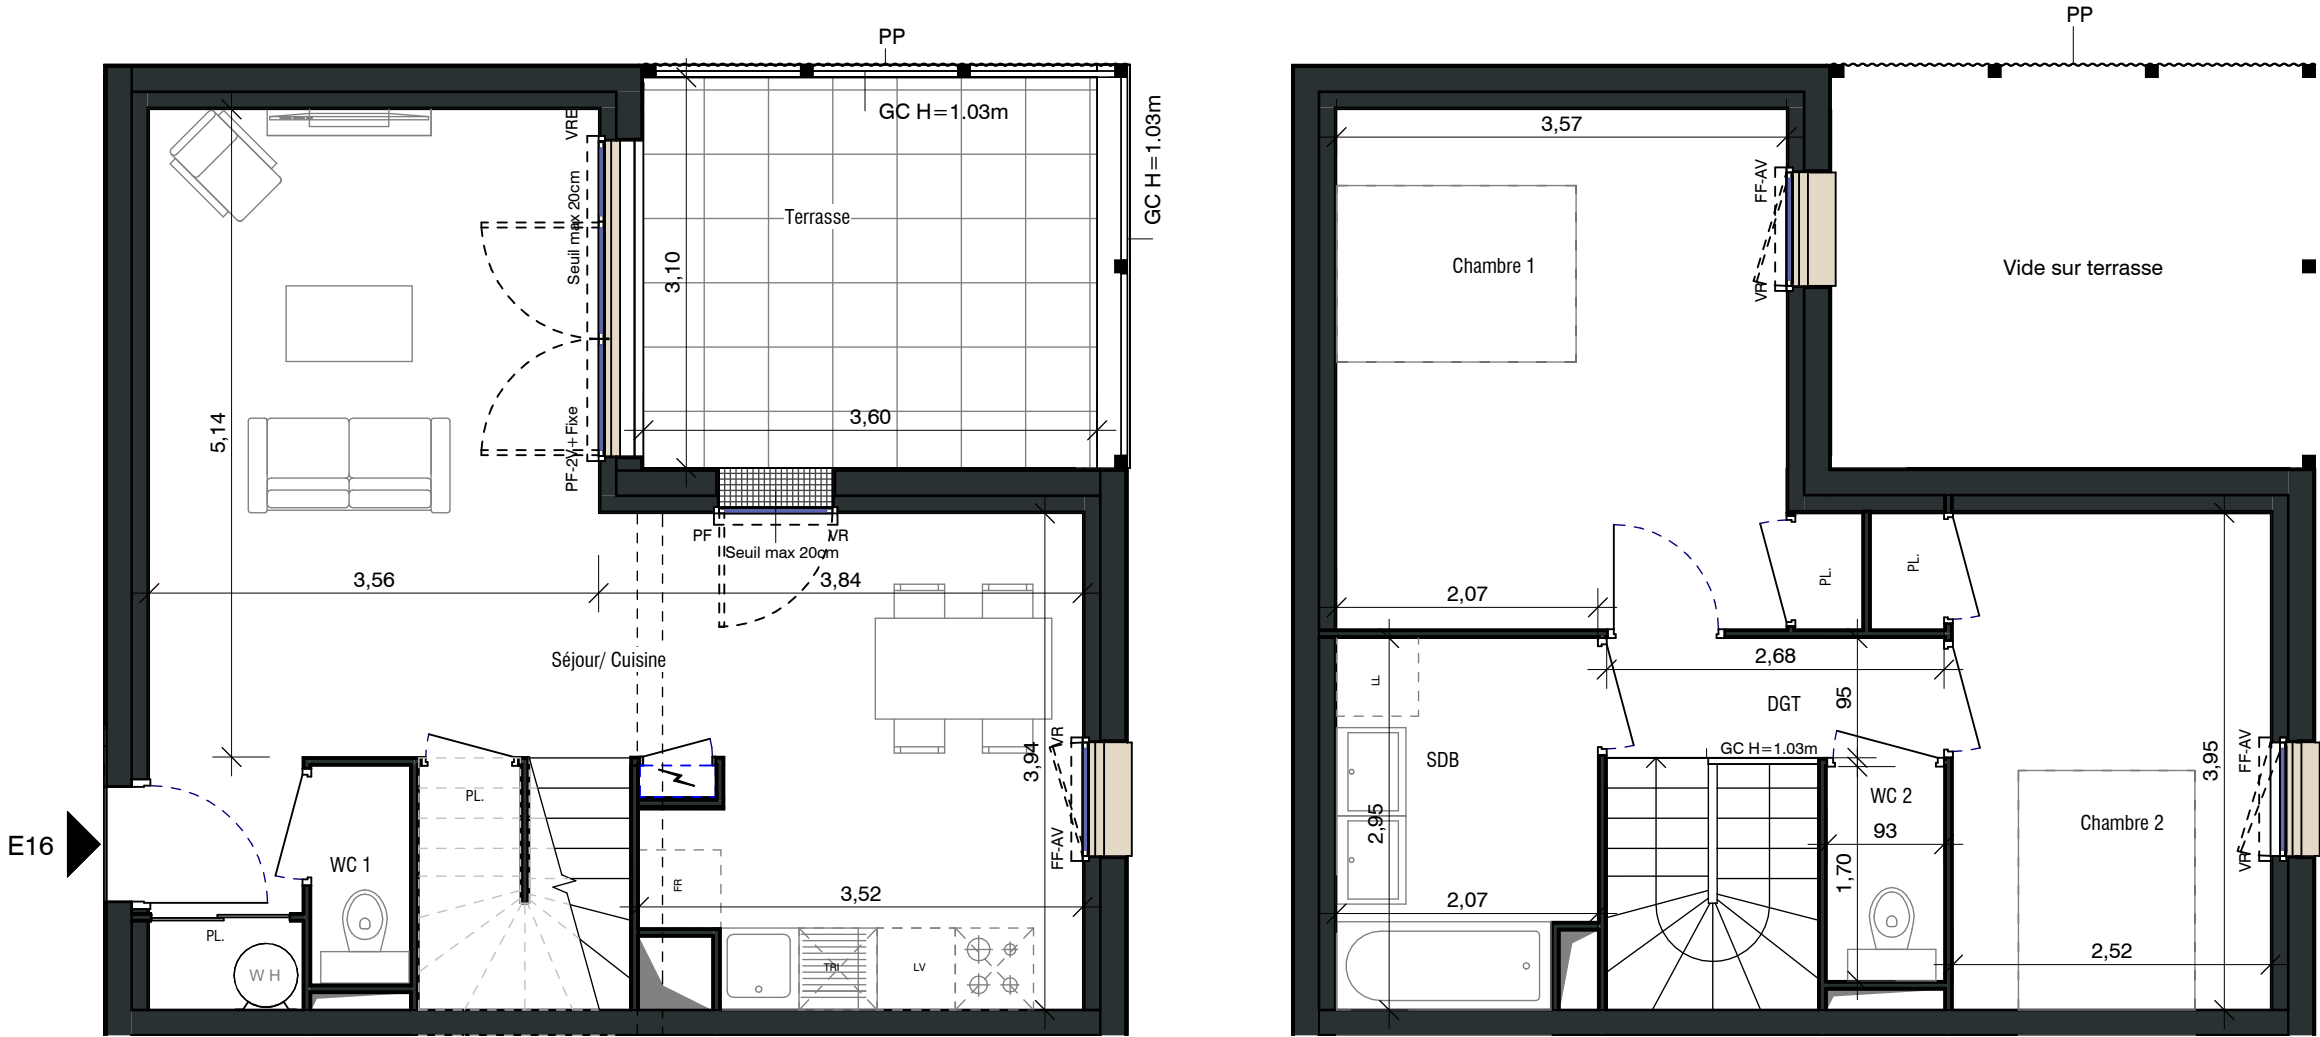 PP
GC H=1.03m
GC H=1.03m
VRE
Seuil max 20cm
PF-2V+Fixe
Terrasse
3,10
3,60
5,14
PF
VR
Seuil max 20cm
3,56
3,84
Séjour/ Cuisine
3,94
VR
FF-AV
PL.
E16
WC 1
FR
3,52
PL.
W H
TRI
LV
PP
3,57
FF-AV
VR
Chambre 1
Vide sur terrasse
PL.
PL.
2,07
2,68
LL
DGT
95
SDB
GC H=1.03m
3,95
FF-AV
VR
WC 2
2,95
93
Chambre 2
1,70
2,07
2,52